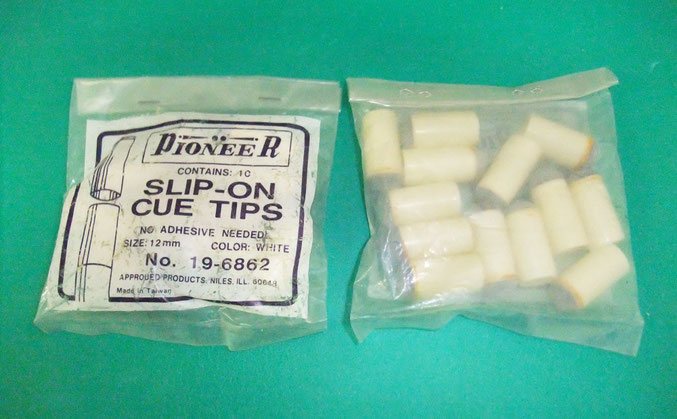 PIONEER
CONTAINS: 10
SLIP-ON
CUE TIPS
NO ADHESIVE NEEDED!
SIZE: 12mm COLOR: WHITE
No. 19-6862
APPROVED PRODUCTS, NILES, ILL. 60648
Made in Taiwan